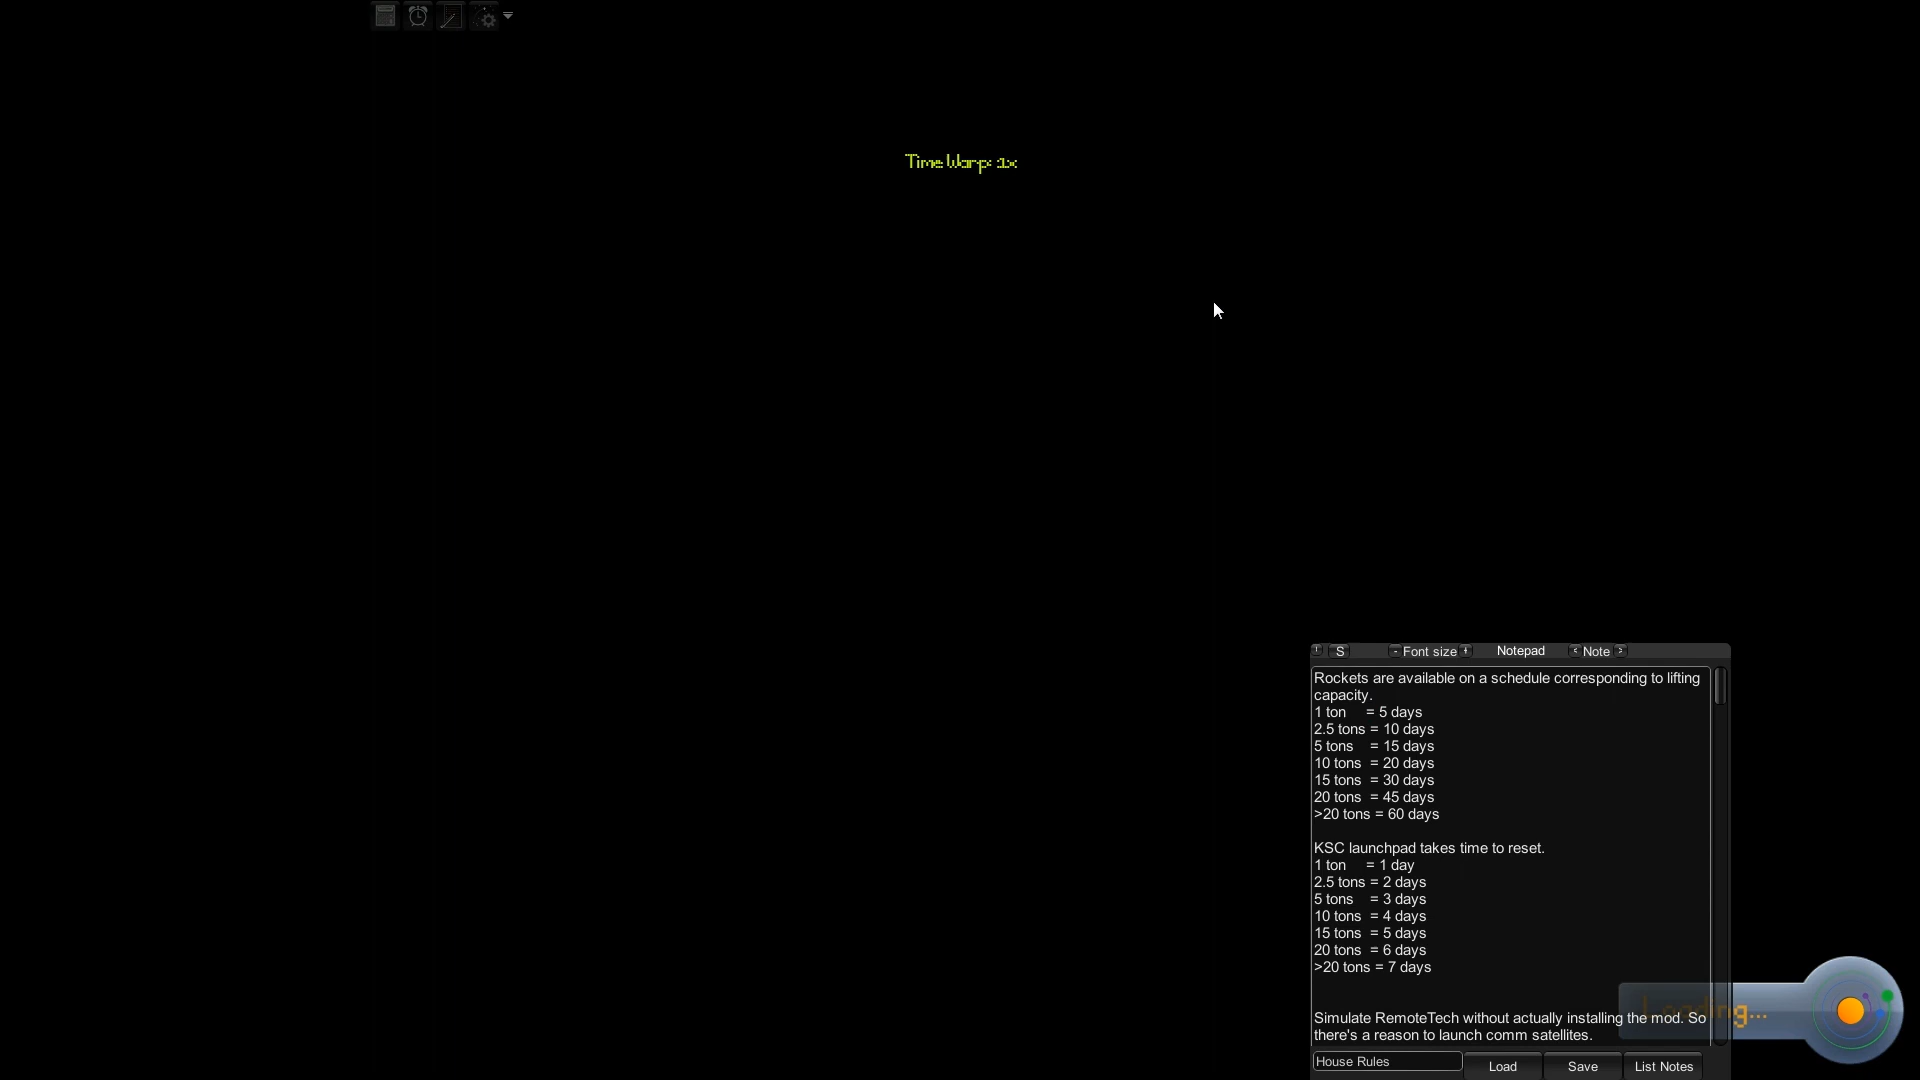 Time Warp: 1x
S - Font size + Notepad < Note >
Rockets are available on a schedule corresponding to lifting
capacity.
1 ton = 5 days
2.5 tons = 10 days
5 tons = 15 days
10 tons = 20 days
15 tons = 30 days
20 tons = 45 days
>20 tons = 60 days
KSC launchpad takes time to reset.
1 ton = 1 day
2.5 tons = 2 days
5 tons = 3 days
10 tons = 4 days
15 tons = 5 days
20 tons = 6 days
>20 tons = 7 days
Simulate RemoteTech without actually installing the mod. So
there's a reason to launch comm satellites.
Loading...
House Rules Load Save List Notes